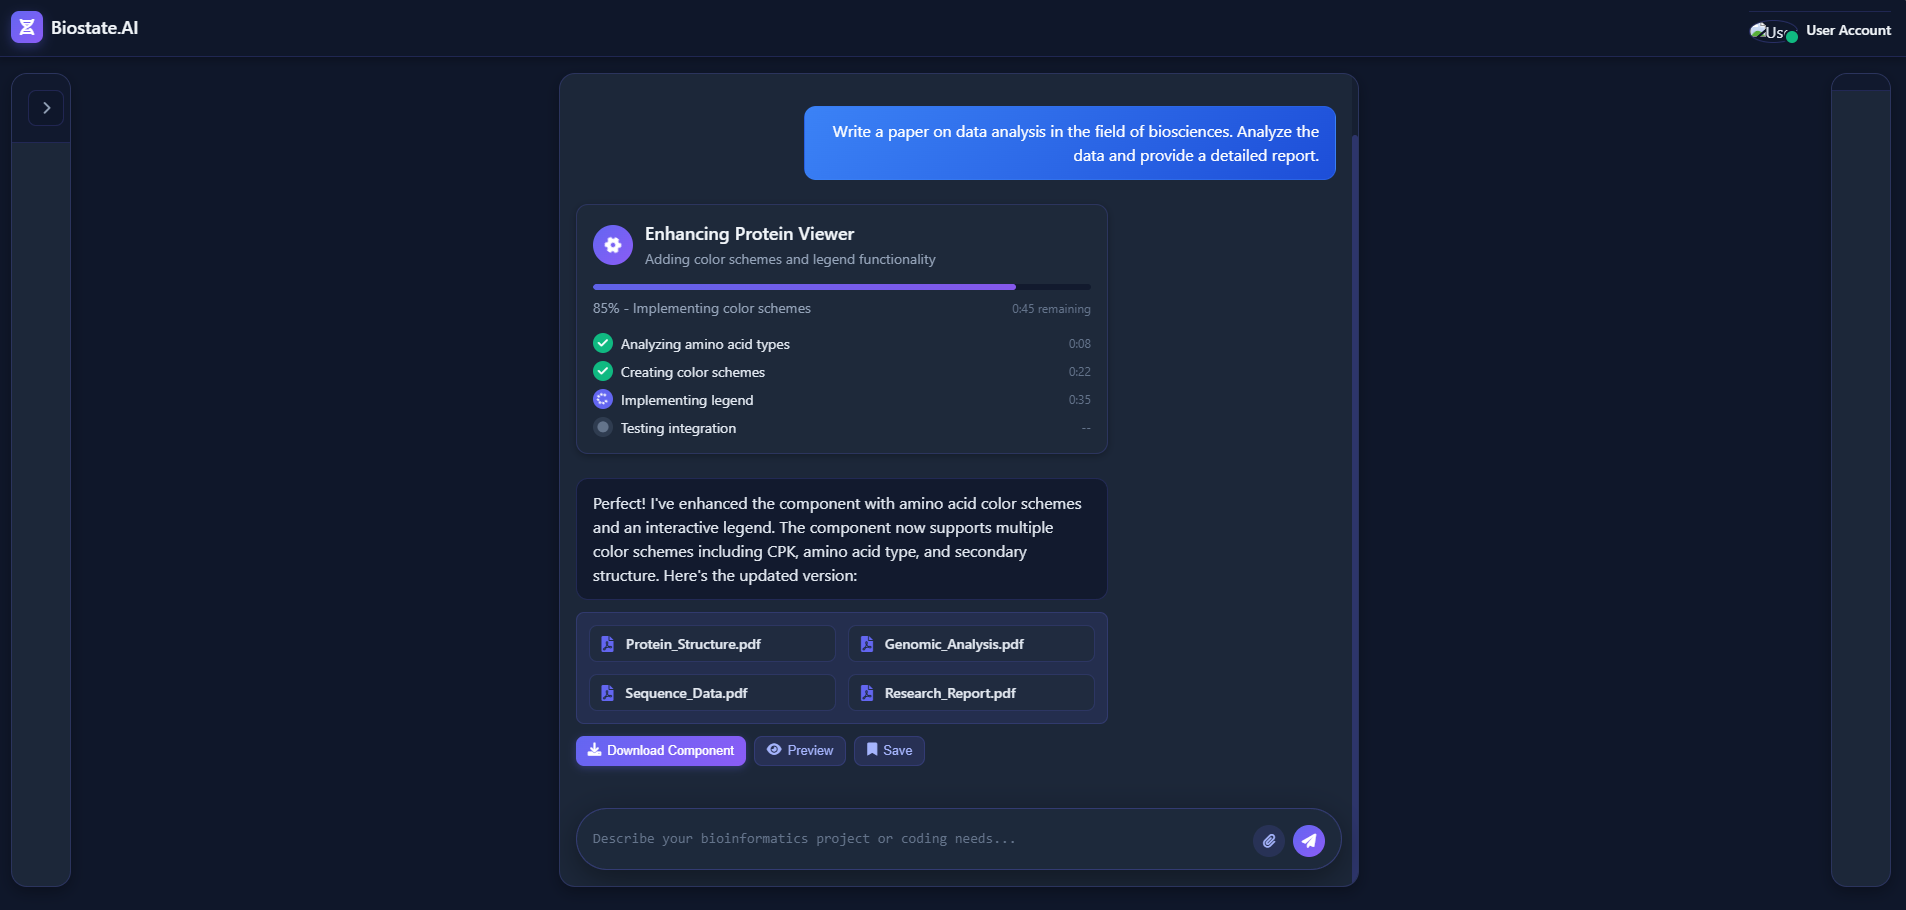 Biostate.AI
User Account
Write a paper on data analysis in the field of biosciences. Analyze the
data and provide a detailed report.
Enhancing Protein Viewer
Adding color schemes and legend functionality
85% - Implementing color schemes
0:45 remaining
Analyzing amino acid types
0:08
Creating color schemes
0:22
Implementing legend
0:35
Testing integration
--
Perfect! I've enhanced the component with amino acid color schemes
and an interactive legend. The component now supports multiple
color schemes including CPK, amino acid type, and secondary
structure. Here's the updated version:
Protein_Structure.pdf
Genomic_Analysis.pdf
Sequence_Data.pdf
Research_Report.pdf
Download Component
Preview
Save
Describe your bioinformatics project or coding needs...